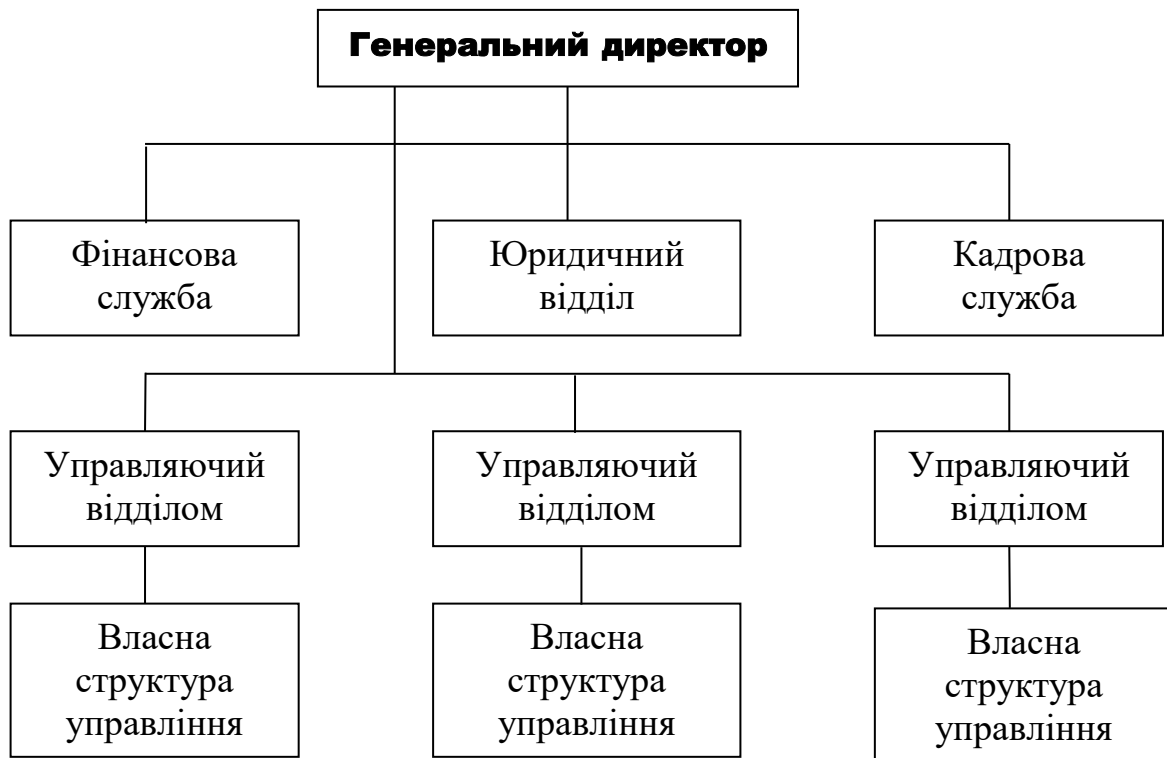 Генеральний директор
Фінансова
служба
Юридичний
відділ
Кадрова
служба
Управляючий
відділом
Управляючий
відділом
Управляючий
відділом
Власна
структура
управління
Власна
структура
управління
Власна
структура
управління